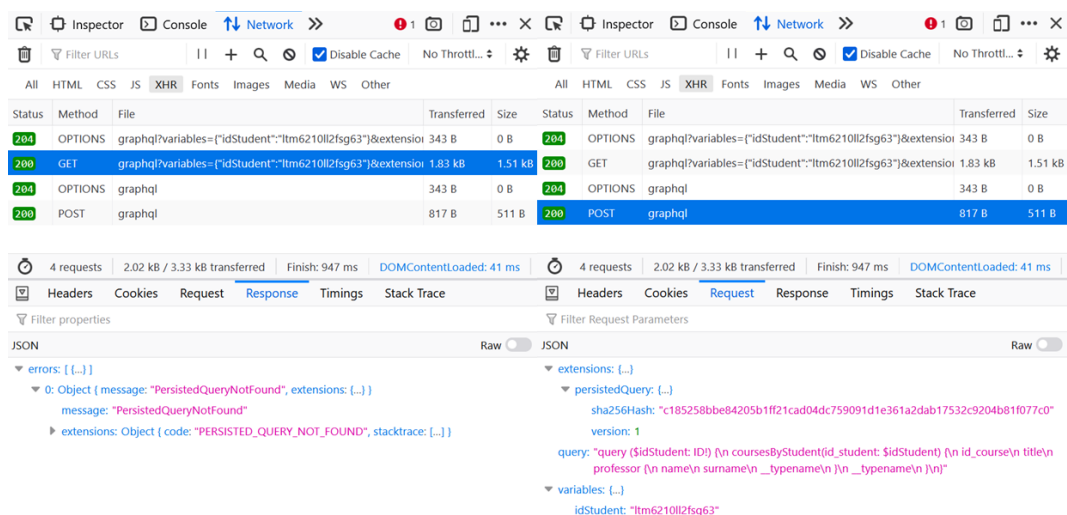 Inspector Console Network 1
Filter URLs Disable Cache No Throttl...
All HTML CSS JS XHR Fonts Images Media WS Other
Status Method File Transferred Size
204 OPTIONS graphql?variables={"idStudent":"ltm6210ll2fsg63"}&extension 343 B 0 B
200 GET graphql?variables={"idStudent":"ltm6210ll2fsg63"}&extension 1.83 kB 1.51 kB
204 OPTIONS graphql 343 B 0 B
200 POST graphql 817 B 511 B
4 requests 2.02 kB / 3.33 kB transferred Finish: 947 ms DOMContentLoaded: 41 ms
Headers Cookies Request Response Timings Stack Trace
Filter properties
JSON Raw
errors: [ {…} ]
0: Object { message: "PersistedQueryNotFound", extensions: {…} }
message: "PersistedQueryNotFound"
extensions: Object { code: "PERSISTED_QUERY_NOT_FOUND", stacktrace: […] }
Inspector Console Network 1
Filter URLs Disable Cache No Throttl...
All HTML CSS JS XHR Fonts Images Media WS Other
Status Method File Transferred Size
204 OPTIONS graphql?variables={"idStudent":"ltm6210ll2fsg63"}&extension 343 B 0 B
200 GET graphql?variables={"idStudent":"ltm6210ll2fsg63"}&extension 1.83 kB 1.51 kB
204 OPTIONS graphql 343 B 0 B
200 POST graphql 817 B 511 B
4 requests 2.02 kB / 3.33 kB transferred Finish: 947 ms DOMContentLoaded: 41 ms
Headers Cookies Request Response Timings Stack Trace
Filter Request Parameters
JSON Raw
extensions: {…}
persistedQuery: {…}
sha256Hash: "c185258bbe84205b1ff21cad04dc759091d1e361a2dab17532c9204b81f077c0"
version: 1
query: "query ($idStudent: ID!) {\n coursesByStudent(id_student: $idStudent) {\n id_course\n title\n
professor {\n name\n surname\n __typename\n }\n __typename\n }\n}"
variables: {…}
idStudent: "ltm6210ll2fsg63"